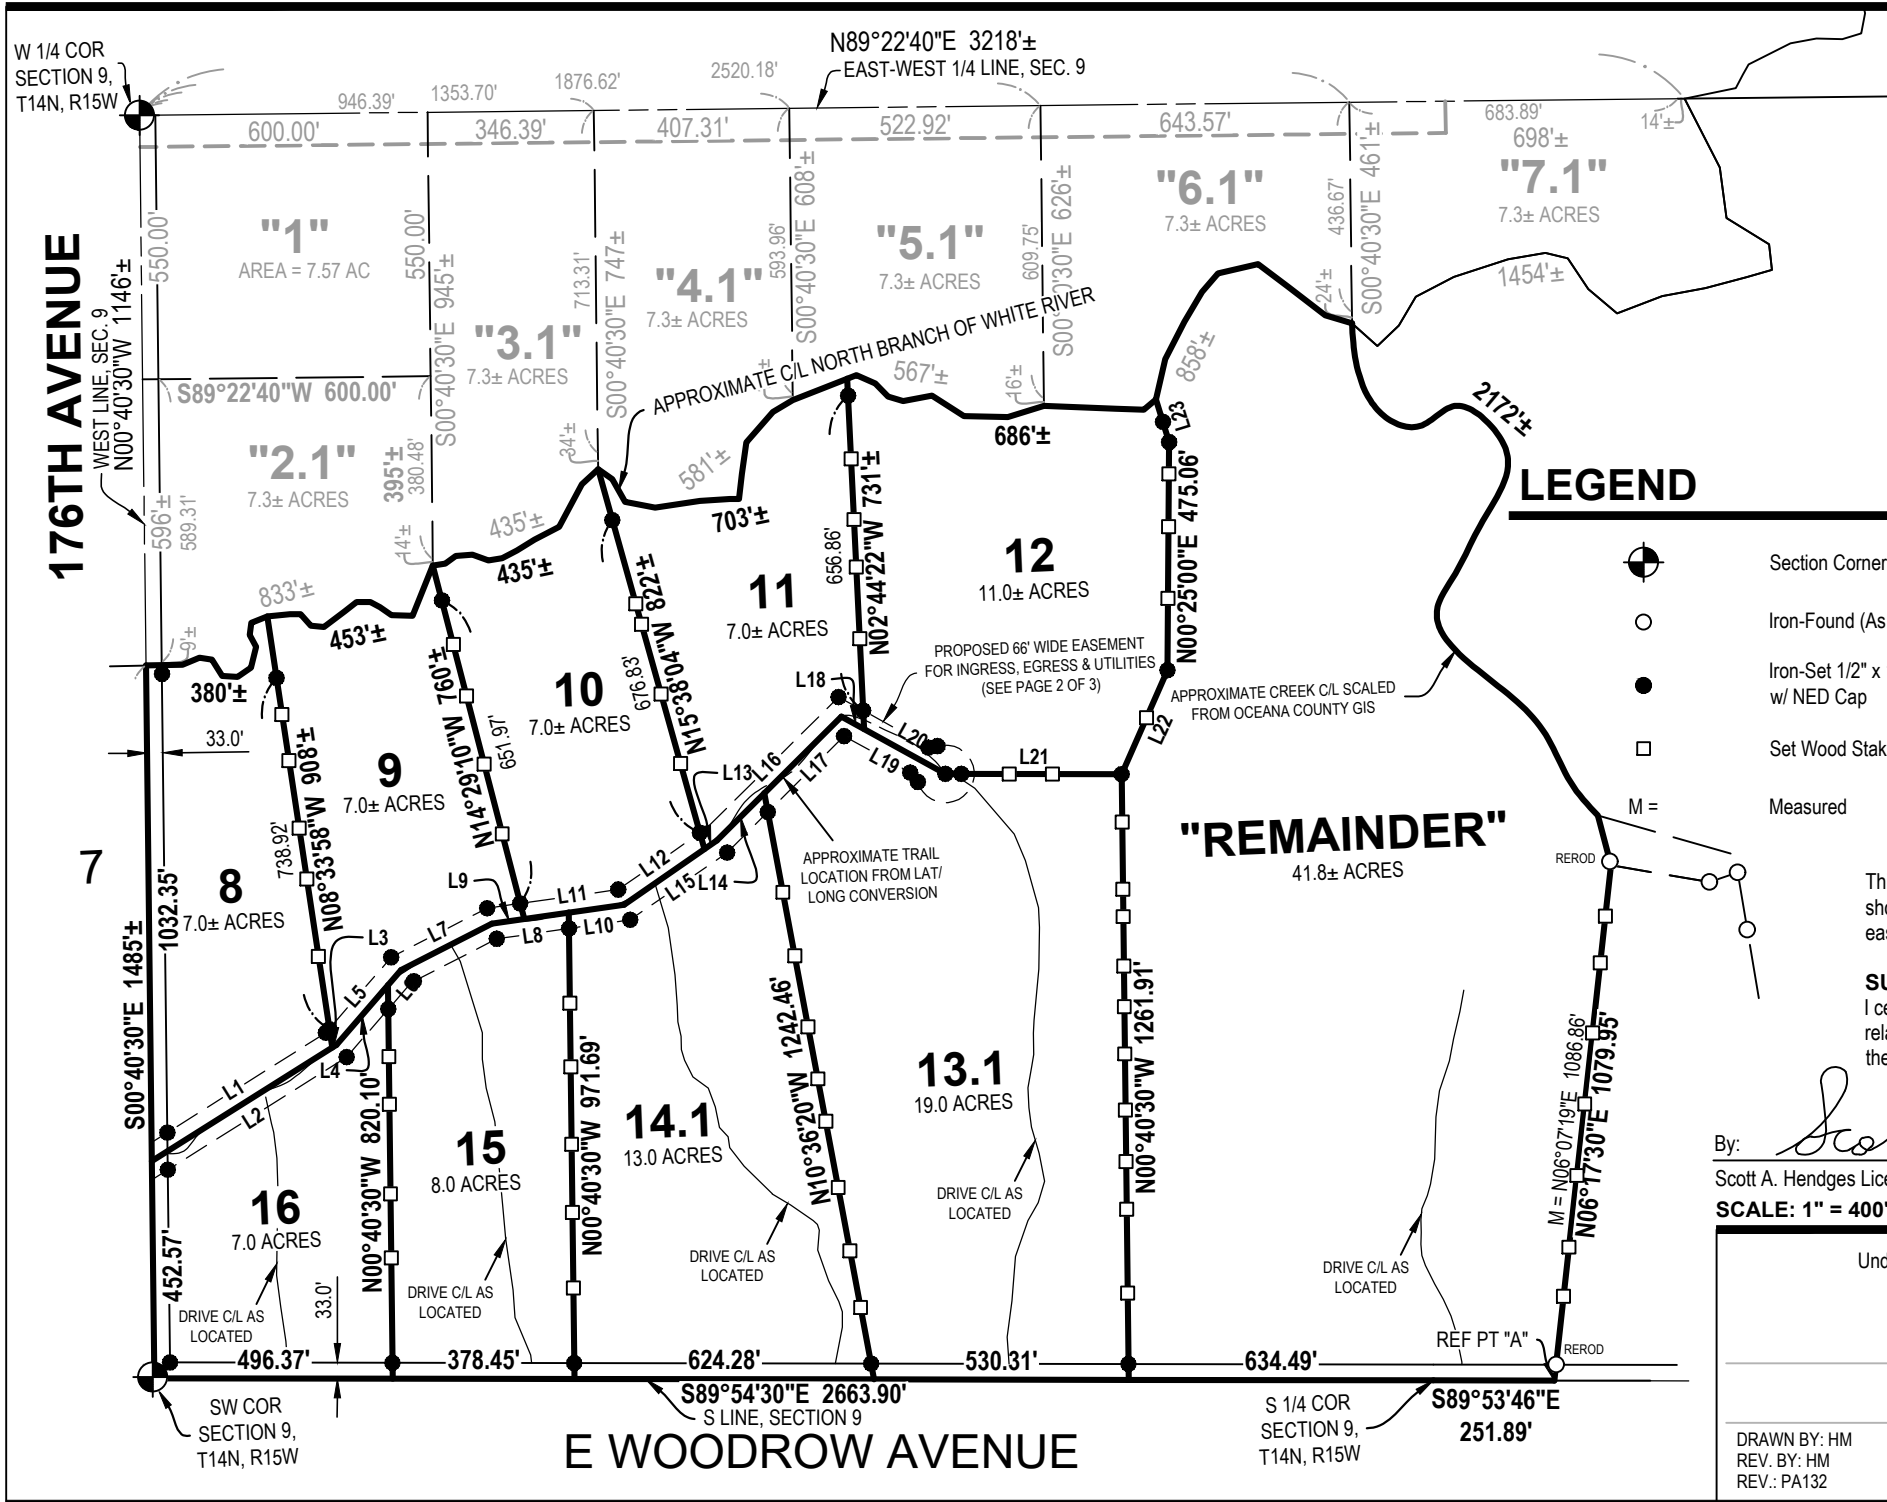 W 1/4 COR
SECTION 9,
T14N, R15W
N89°22'40"E 3218'±
EAST-WEST 1/4 LINE, SEC. 9
946.39'
1353.70'
1876.62'
2520.18'
683.89'
14'±
600.00'
346.39'
407.31'
522.92'
643.57'
698'±
176TH AVENUE
WEST LINE, SEC. 9
N00°40'30"W 1146'±
550.00'
"1"
AREA = 7.57 AC
550.00'
S00°40'30"E 945'±
S89°22'40"W 600.00'
"2.1"
7.3± ACRES
395'±
380.48'
14'±
596'±
589.31'
9'±
833'±
"3.1"
7.3± ACRES
713.31'
S00°40'30"E 747±
34'±
435'±
"4.1"
7.3± ACRES
593.96'
S00°40'30"E 608'±
581'±
"5.1"
7.3± ACRES
609.75'
626'±
16'±
567'±
"6.1"
7.3± ACRES
436.67'
S00°40'30"E 461'±
24'±
858'±
"7.1"
7.3± ACRES
1454'±
APPROXIMATE C/L NORTH BRANCH OF WHITE RIVER
380'±
453'±
435'±
703'±
686'±
2172'±
33.0'
7
8
7.0± ACRES
738.92'
N08°33'58"W 908'±
9
7.0± ACRES
N14°29'10"W 760'±
651.97'
10
7.0± ACRES
676.83'
N15°38'04"W 822'±
11
7.0± ACRES
656.86'
N02°44'22"W 731'±
12
11.0± ACRES
N00°25'00"E 475.06'
PROPOSED 66' WIDE EASEMENT
FOR INGRESS, EGRESS & UTILITIES
(SEE PAGE 2 OF 3)
APPROXIMATE CREEK C/L SCALED
FROM OCEANA COUNTY GIS
APPROXIMATE TRAIL
LOCATION FROM LAT/
LONG CONVERSION
L1
L2
L3
L4
L5
L7
L8
L9
L10
L11
L12
L13
L14
L15
L16
L17
L18
L19
L20
L21
L22
L23
"REMAINDER"
41.8± ACRES
S00°40'30"E 1485'±
1032.35'
452.57'
16
7.0 ACRES
N00°40'30"W 820.10'
15
8.0 ACRES
N00°40'30"W 971.69'
14.1
13.0 ACRES
N10°36'20"W 1242.46'
13.1
19.0 ACRES
N00°40'30"W 1261.91'
M = N06°07'19"E 1086.86'
N06°17'30"E 1079.95'
DRIVE C/L AS
LOCATED
DRIVE C/L AS
LOCATED
DRIVE C/L AS
LOCATED
DRIVE C/L AS
LOCATED
DRIVE C/L AS
LOCATED
33.0'
496.37'
378.45'
624.28'
530.31'
634.49'
REF PT "A"
REROD
REROD
S89°54'30"E 2663.90'
S LINE, SECTION 9
S89°53'46"E
251.89'
SW COR
SECTION 9,
T14N, R15W
S 1/4 COR
SECTION 9,
T14N, R15W
E WOODROW AVENUE
LEGEND
Section Corner
Iron-Found (As
Iron-Set 1/2" x
w/ NED Cap
Set Wood Stak
M =
Measured
Th
sho
eas
SU
I ce
rela
the
By:
Scott A. Hendges Lice
SCALE: 1" = 400'
Und
DRAWN BY: HM
REV. BY: HM
REV.: PA132